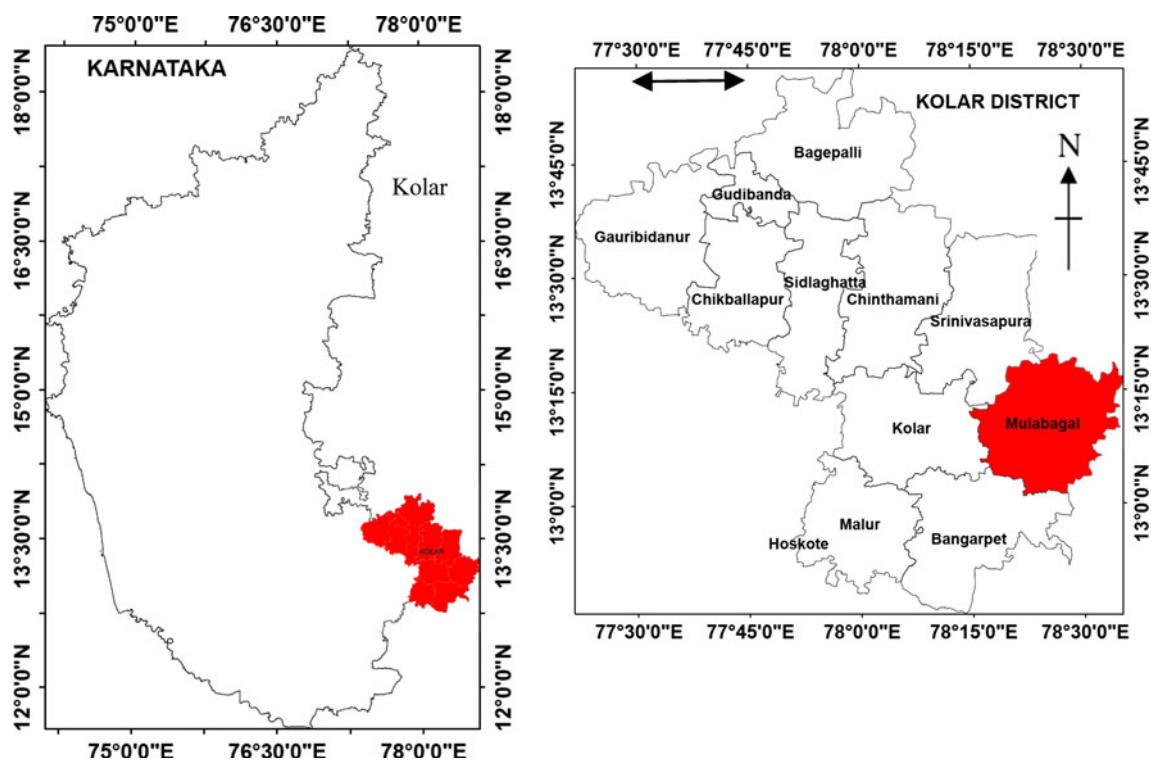 75°0'0"E 76°30'0"E 78°0'0"E
KARNATAKA
Kolar
18°0'0"N
16°30'0"N
15°0'0"N
13°30'0"N
12°0'0"N
18°0'0"N
16°30'0"N
15°0'0"N
13°30'0"N
12°0'0"N
KOLAR
75°0'0"E 76°30'0"E 78°0'0"E
77°30'0"E 77°45'0"E 78°0'0"E 78°15'0"E 78°30'0"E
KOLAR DISTRICT
N
13°45'0"N
13°30'0"N
13°15'0"N
13°0'0"N
Bagepalli
Gudibanda
Gauribidanur
Sidlaghatta
Chikballapur
Chinthamani
Srinivasapura
Kolar
Mulabagal
Malur
Hoskote
Bangarpet
13°45'0"N
13°30'0"N
13°15'0"N
13°0'0"N
77°30'0"E 77°45'0"E 78°0'0"E 78°15'0"E 78°30'0"E